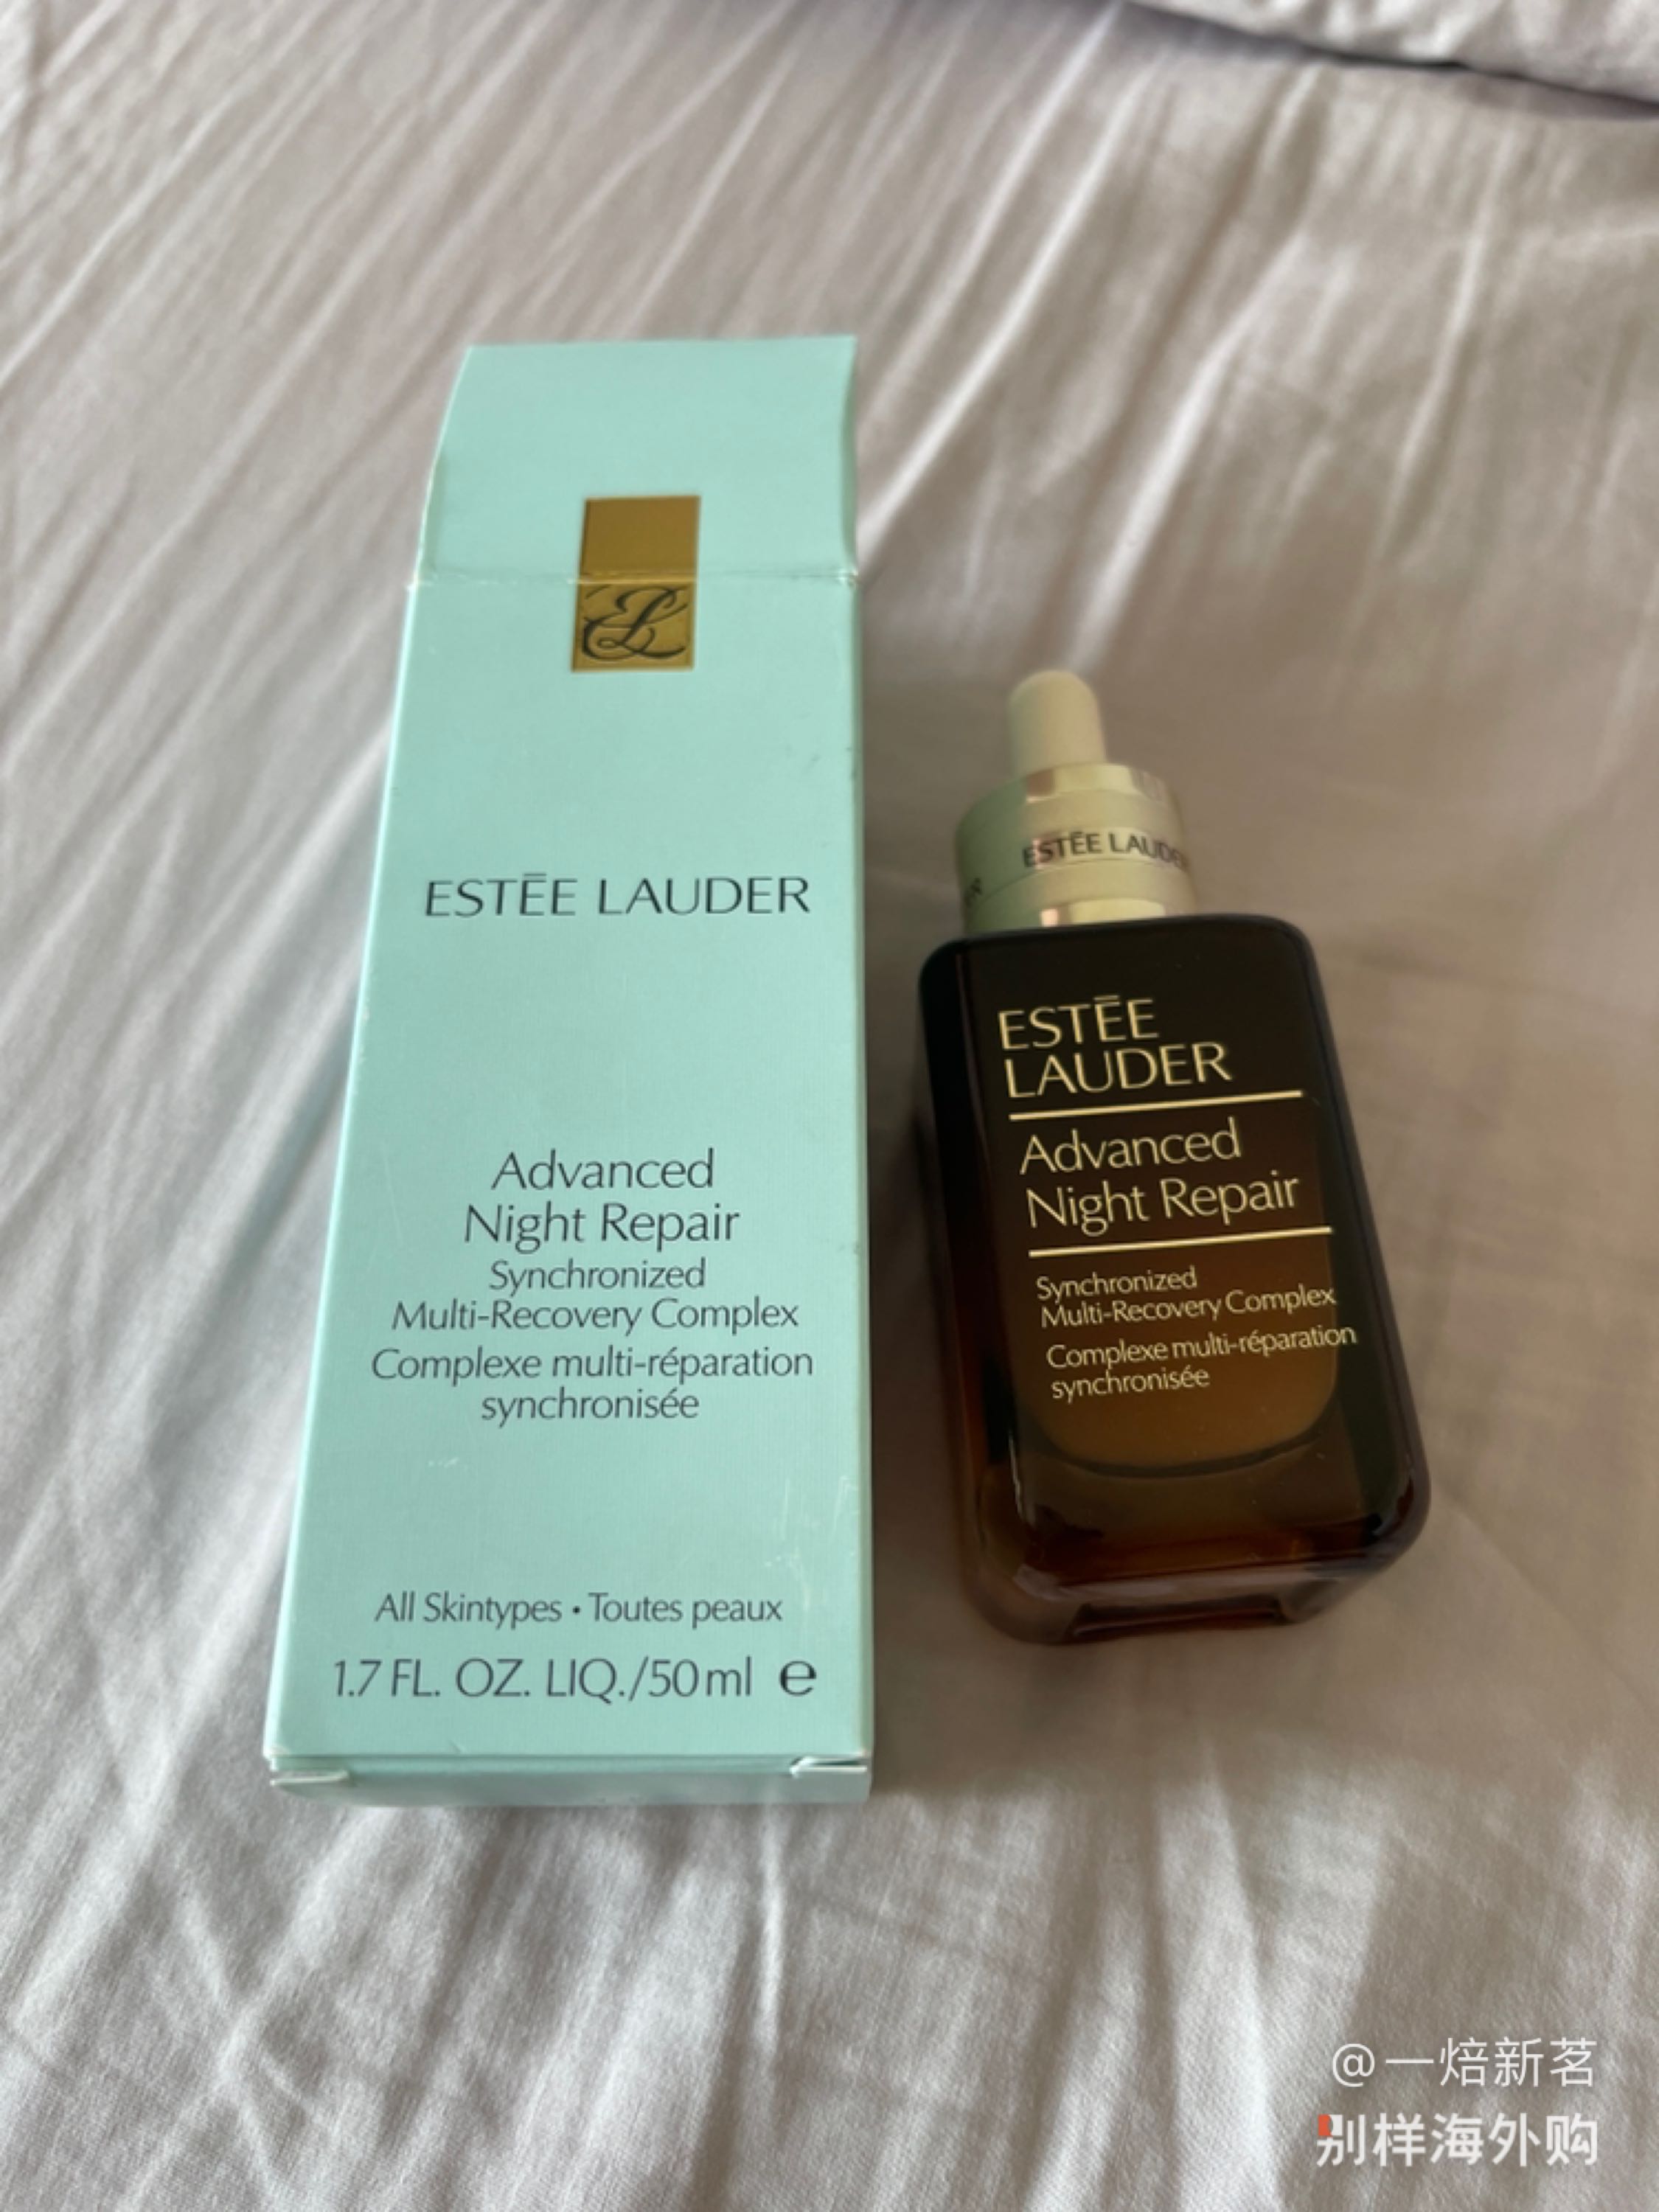 ESTĒE LAUDER
Advanced
Night Repair
Synchronized
Multi-Recovery Complex
Complexe multi-réparation
synchronisée
All Skintypes • Toutes peaux
1.7 FL. OZ. LIQ./50 ml e
ESTĒE LAUDER
ESTĒE
LAUDER
Advanced
Night Repair
Synchronized
Multi-Recovery Complex
Complexe multi-réparation
synchronisée
@一焙新茗
别样海外购